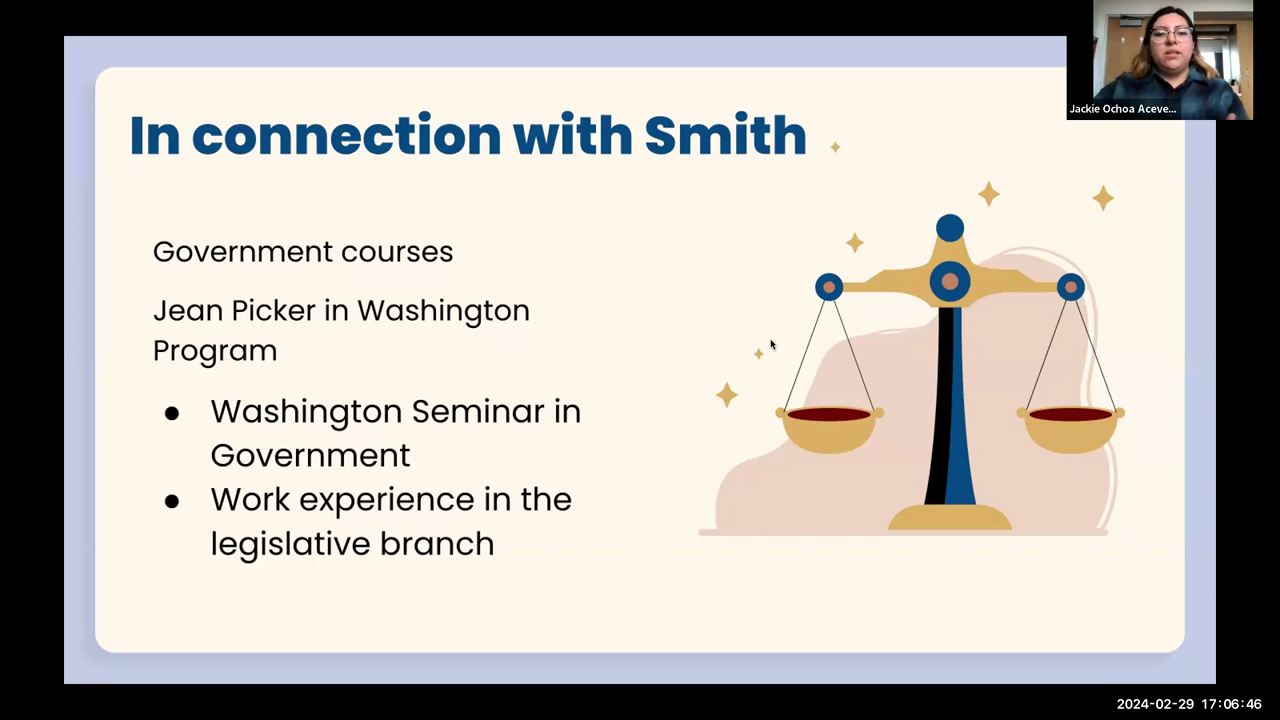 In connection with Smith
Jackie Ochoa Aceve...
Government courses
Jean Picker in Washington
Program
● Washington Seminar in
Government
● Work experience in the
legislative branch
2024-02-29 17:06:46